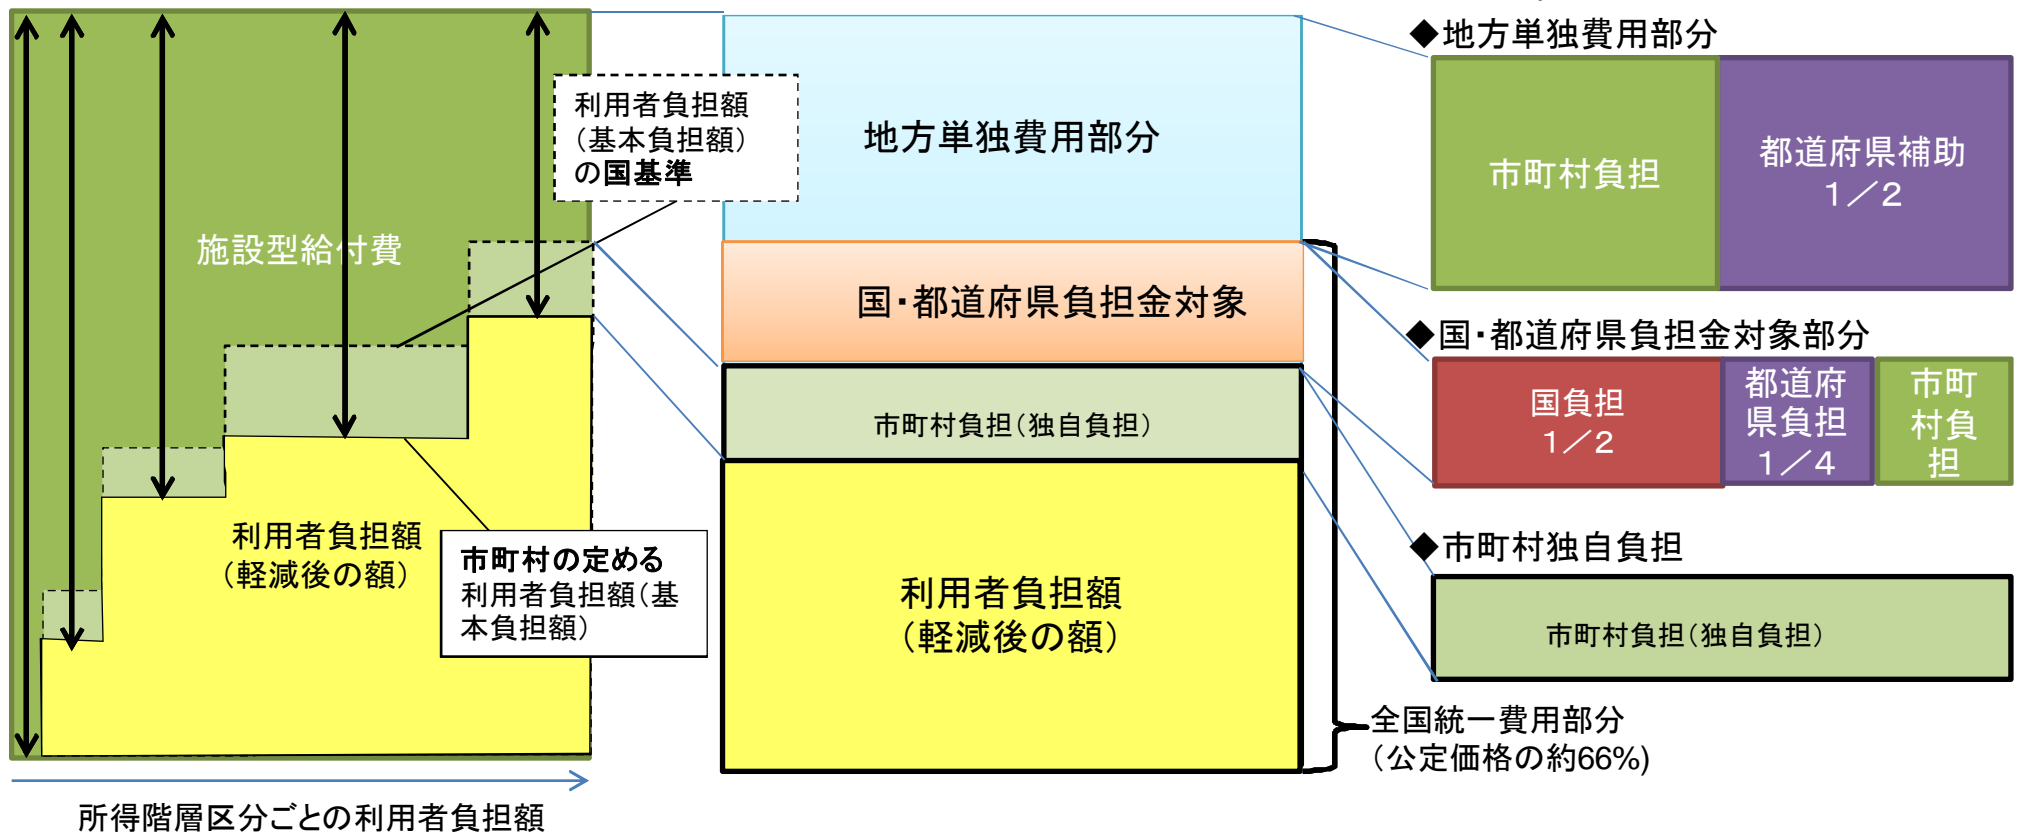 施設型給付費
利用者負担額
（基本負担額）
の国基準
利用者負担額
（軽減後の額）
市町村の定める
利用者負担額（基
本負担額）
所得階層区分ごとの利用者負担額
地方単独費用部分
国・都道府県負担金対象
市町村負担（独自負担）
利用者負担額
（軽減後の額）
◆地方単独費用部分
市町村負担
都道府県補助
１／２
◆国・都道府県負担金対象部分
国負担
１／２
都道府
県負担
１／４
市町
村負
担
◆市町村独自負担
市町村負担（独自負担）
全国統一費用部分
（公定価格の約66%)